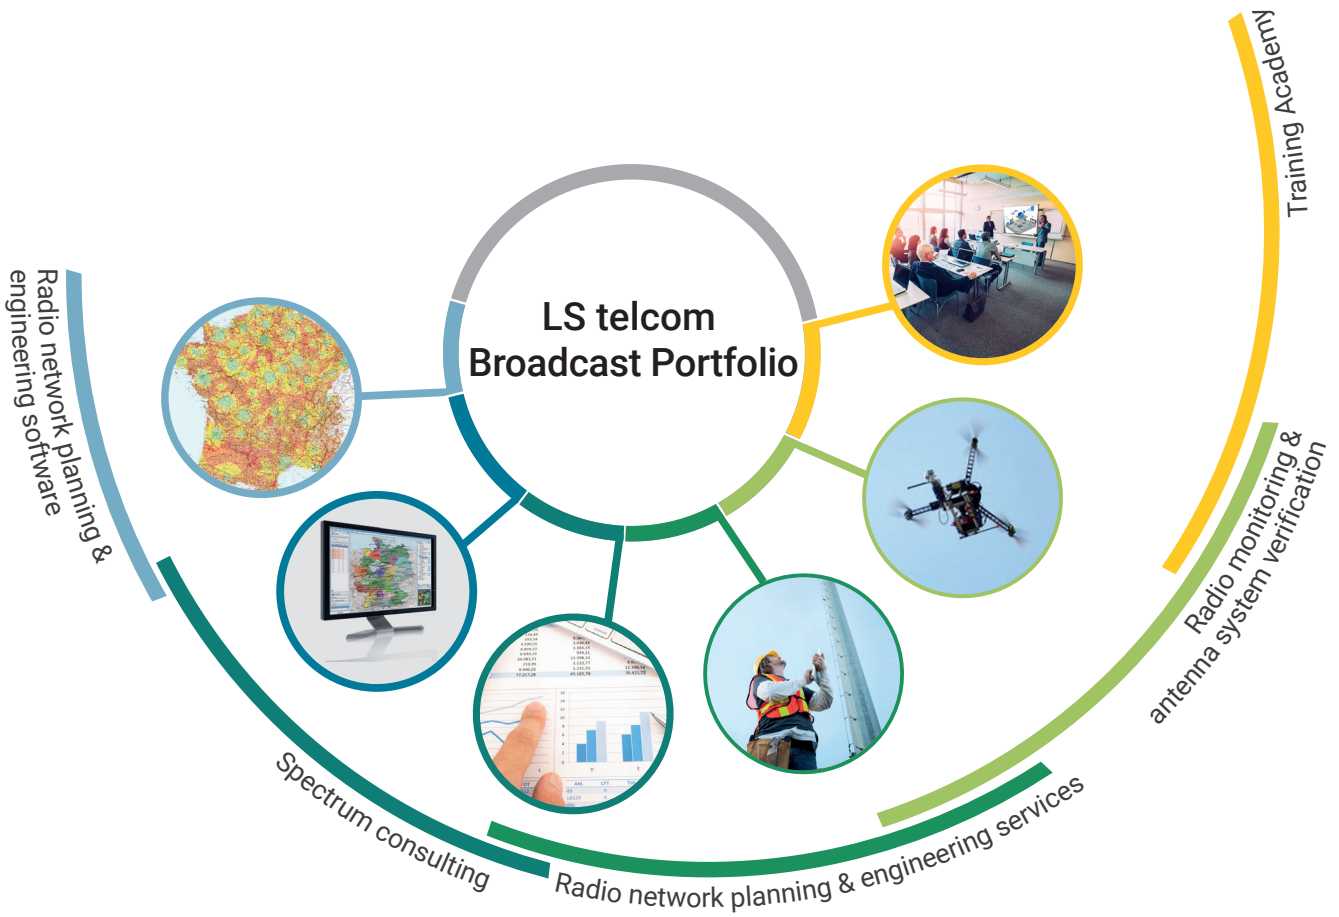 LS telcom
Broadcast Portfolio
Radio network planning &
engineering software
Spectrum consulting
Radio network planning & engineering services
Radio monitoring &
antenna system verification
Training Academy